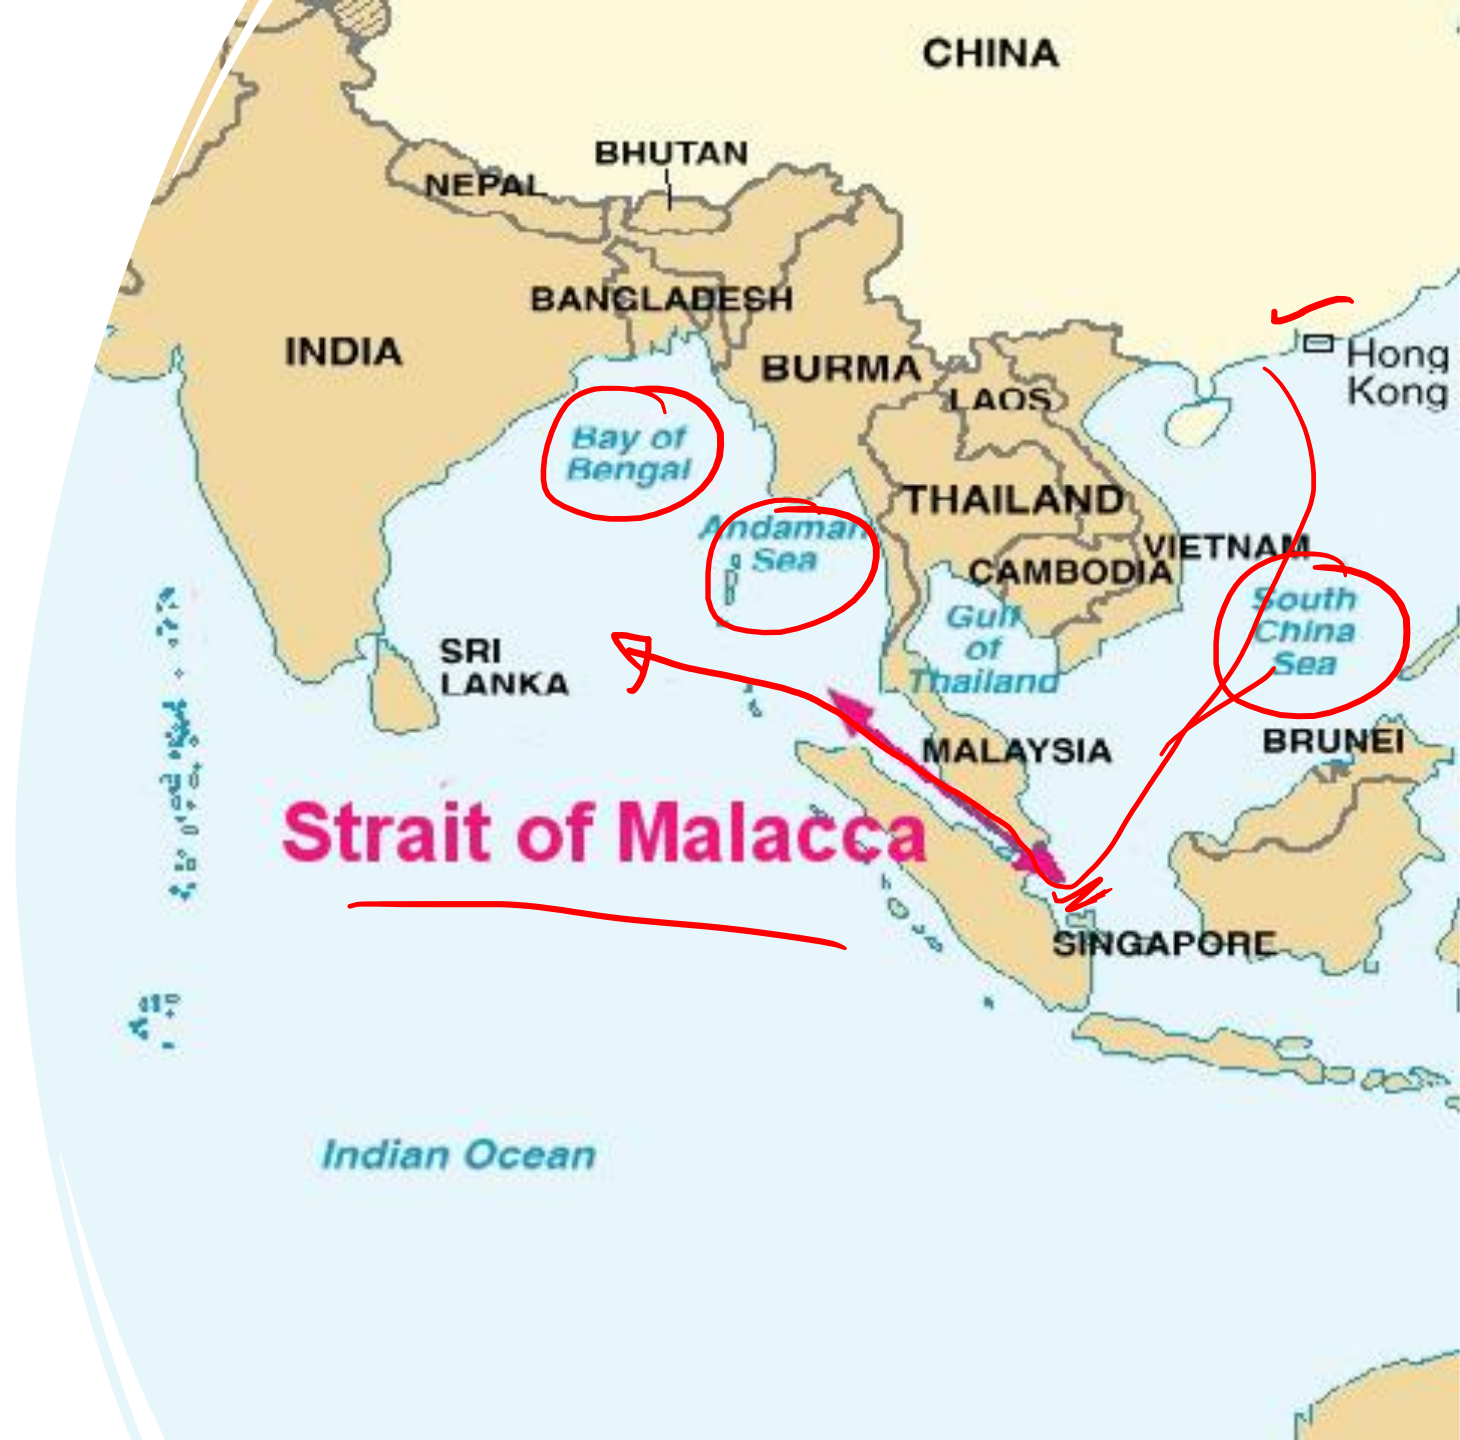 CHINA
BHUTAN
NEPAL
BANGLADESH
INDIA
BURMA
Hong
Kong
LAOS
Bay of
Bengal
THAILAND
Andaman
Sea
VIETNAM
CAMBODIA
South
China
Sea
Gulf
of
Thailand
SRI
LANKA
MALAYSIA
BRUNEI
Strait of Malacca
SINGAPORE
Indian Ocean